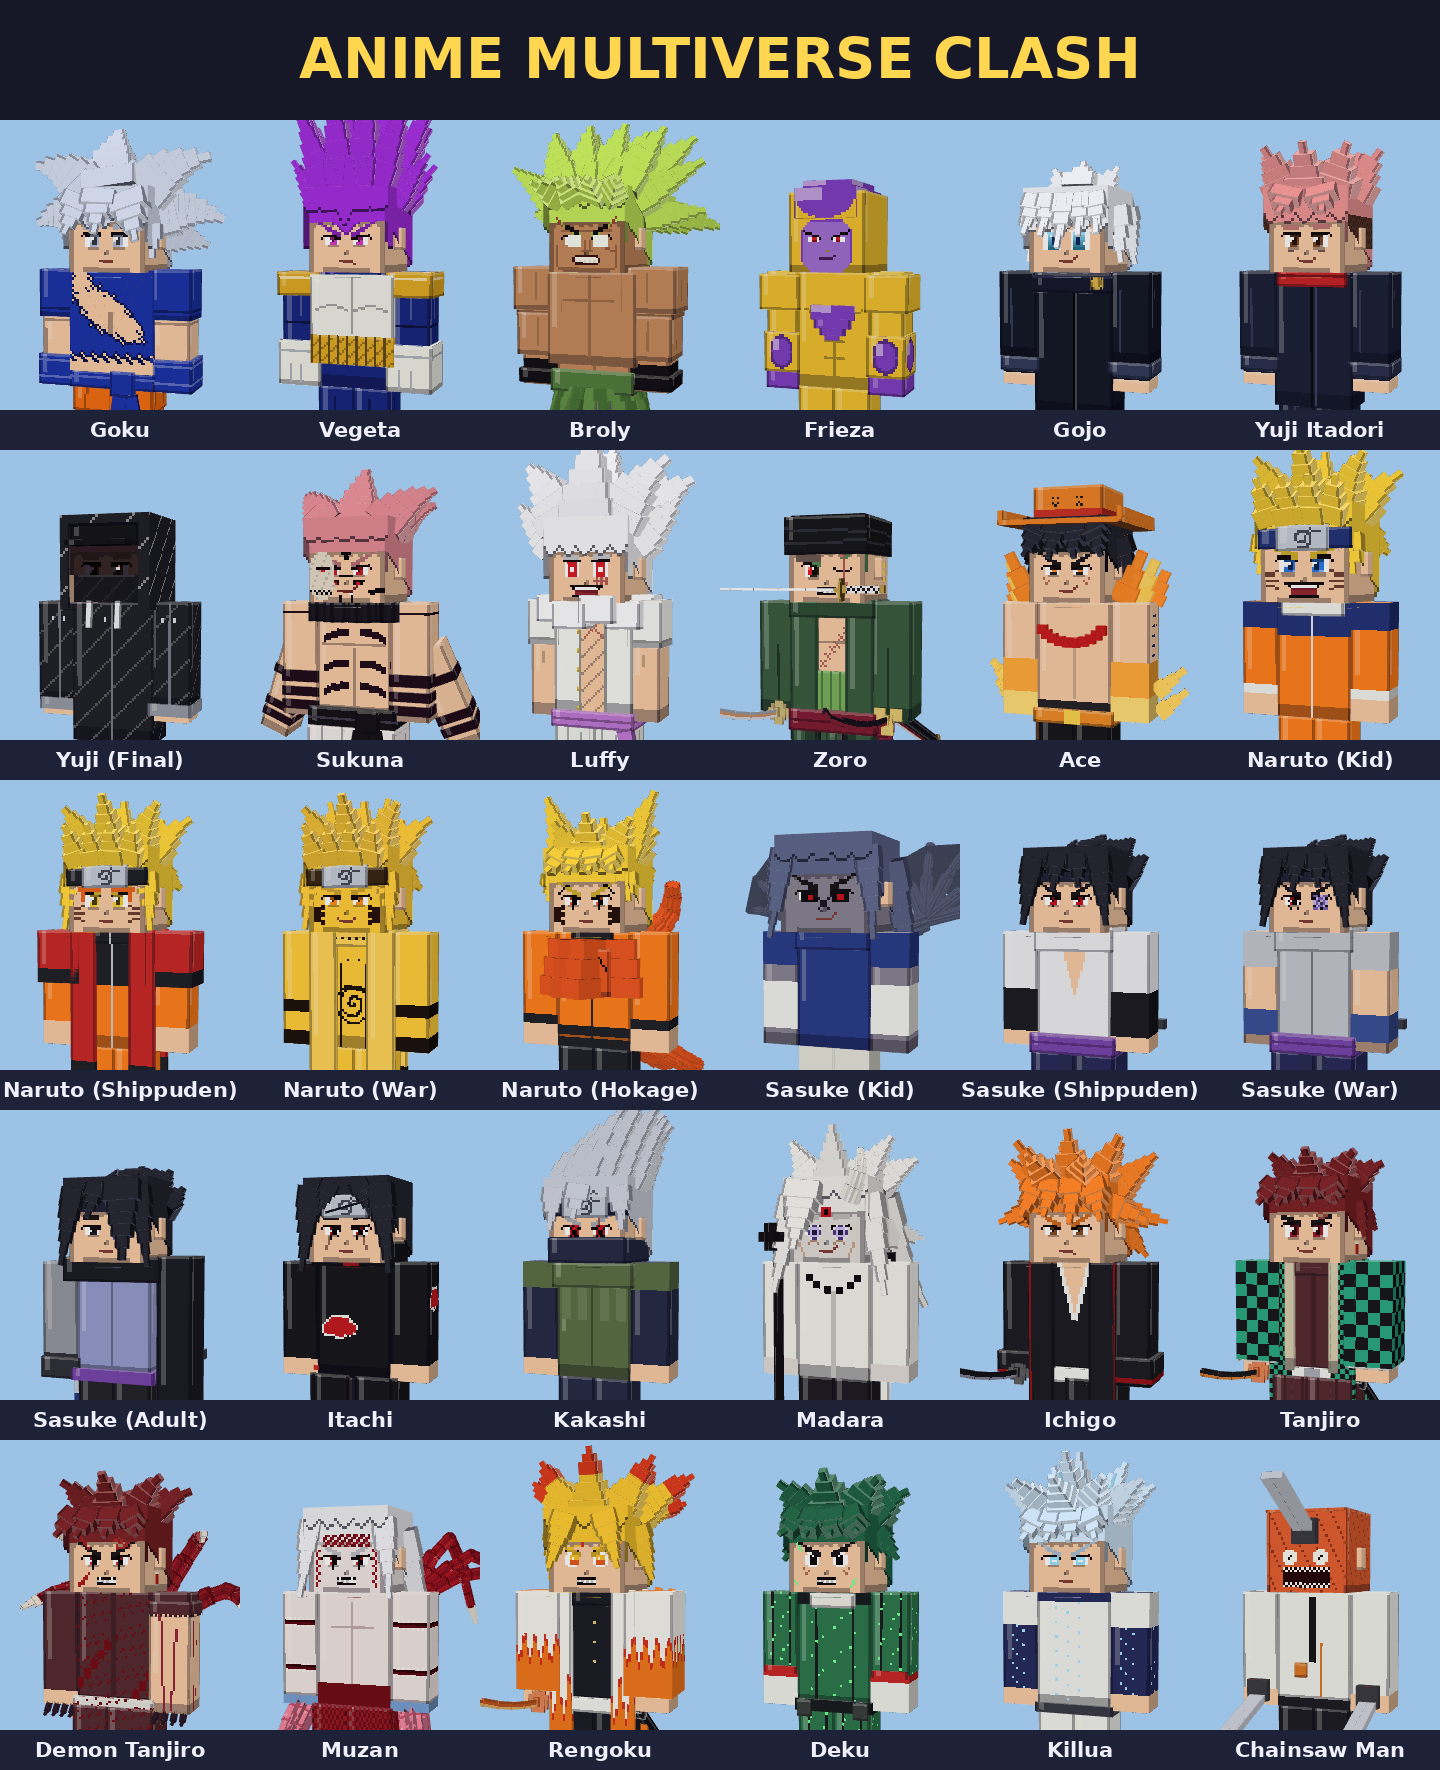 ANIME MULTIVERSE CLASH
Goku
Vegeta
Broly
Frieza
Gojo
Yuji Itadori
Yuji (Final)
Sukuna
Luffy
Zoro
Ace
Naruto (Kid)
Naruto (Shippuden)
Naruto (War)
Naruto (Hokage)
Sasuke (Kid)
Sasuke (Shippuden)
Sasuke (War)
Sasuke (Adult)
Itachi
Kakashi
Madara
Ichigo
Tanjiro
Demon Tanjiro
Muzan
Rengoku
Deku
Killua
Chainsaw Man